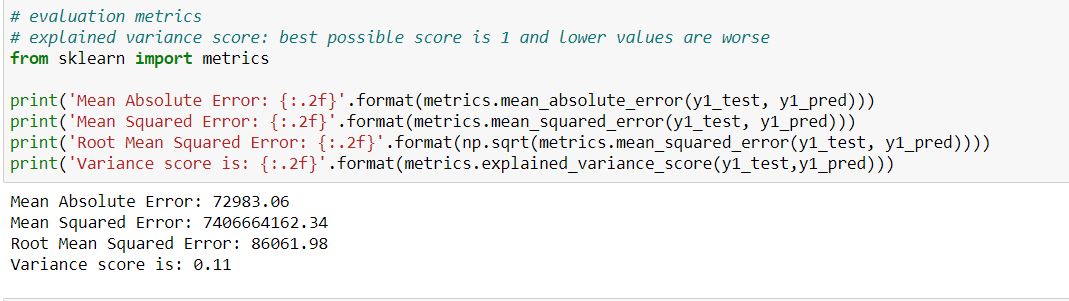 # evaluation metrics
# explained variance score: best possible score is 1 and lower values are worse
from sklearn import metrics
print('Mean Absolute Error: {:.2f}'.format(metrics.mean_absolute_error(y1_test, y1_pred)))
print('Mean Squared Error: {:.2f}'.format(metrics.mean_squared_error(y1_test, y1_pred)))
print('Root Mean Squared Error: {:.2f}'.format(np.sqrt(metrics.mean_squared_error(y1_test, y1_pred))))
print('Variance score is: {:.2f}'.format(metrics.explained_variance_score(y1_test,y1_pred)))
Mean Absolute Error: 72983.06
Mean Squared Error: 7406664162.34
Root Mean Squared Error: 86061.98
Variance score is: 0.11